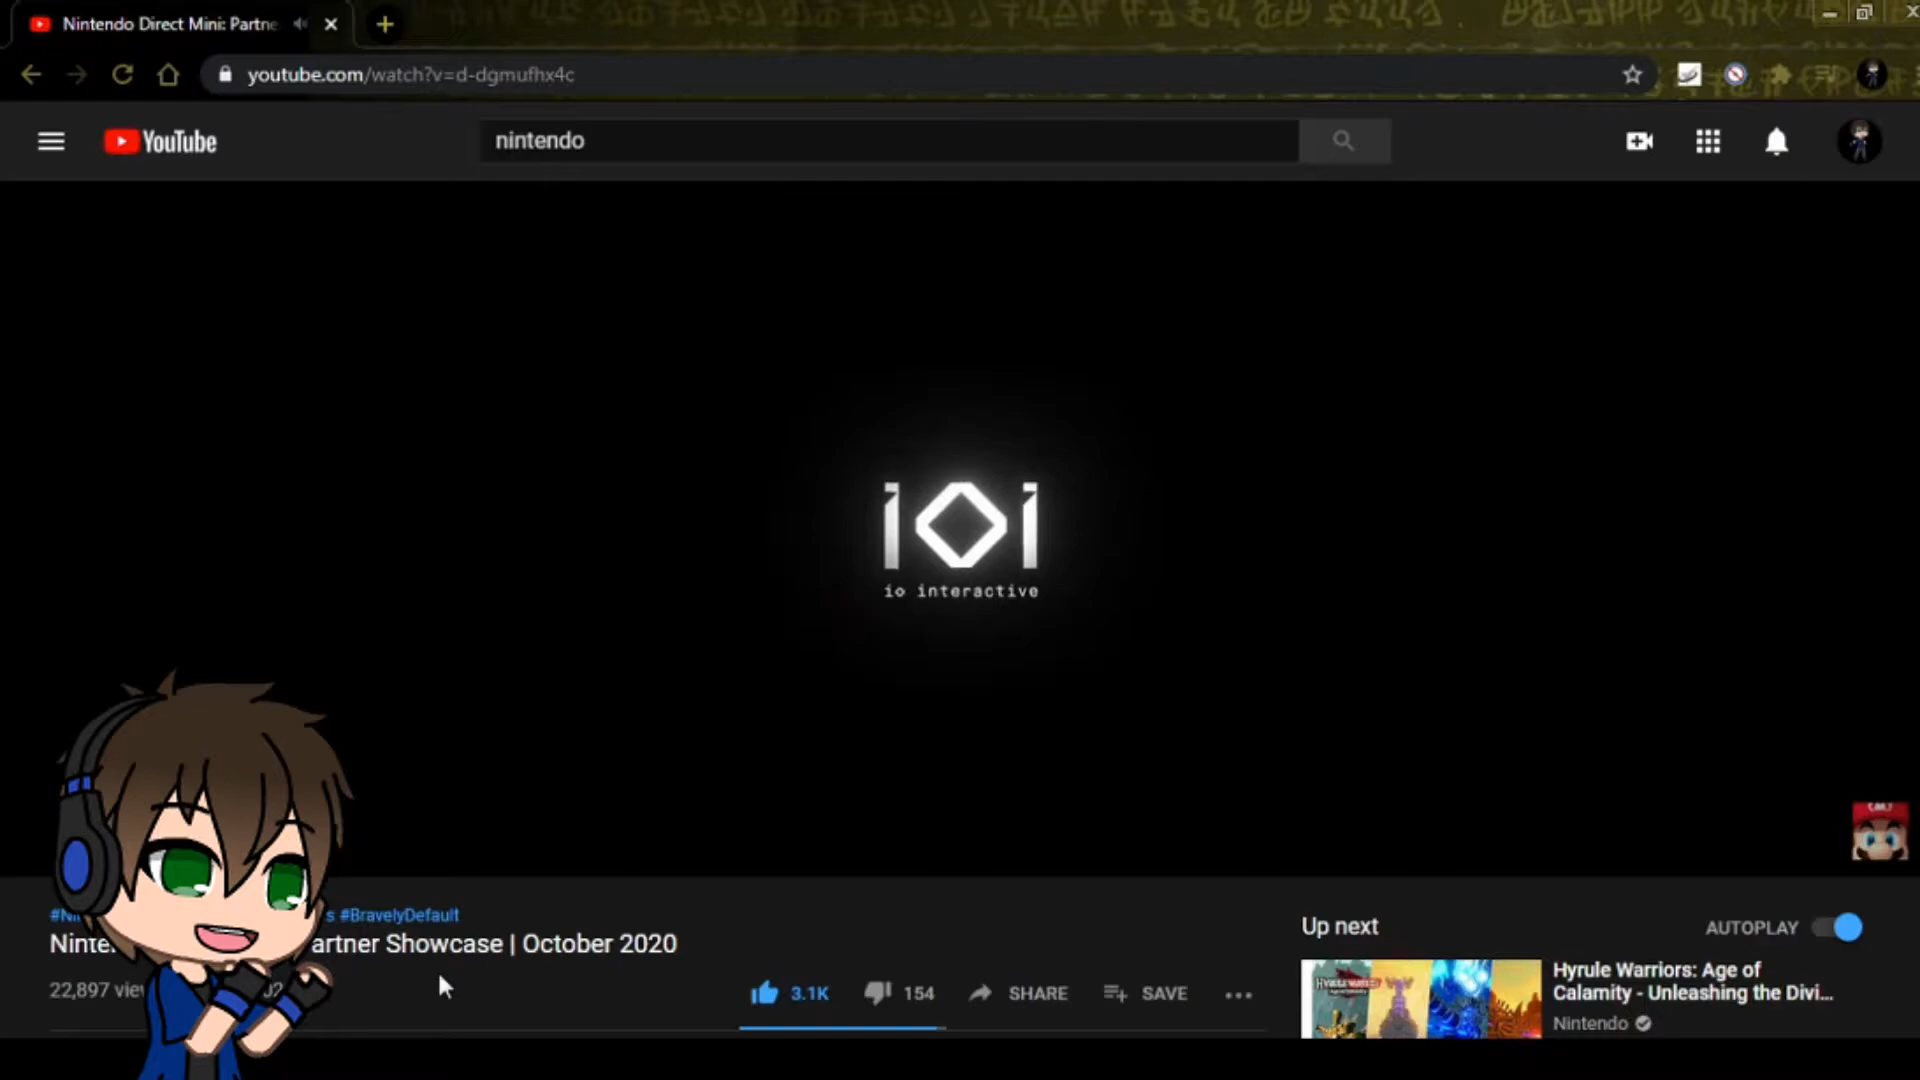 Nintendo Direct Mini: Partne
youtube.com/watch?v=d-dgmufhx4c
YouTube
nintendo
ioi
io interactive
s #BravelyDefault
artner Showcase | October 2020
22,897
3.1K
154
SHARE
SAVE
Up next
AUTOPLAY
Hyrule Warriors: Age of
Calamity - Unleashing the Divi...
Nintendo